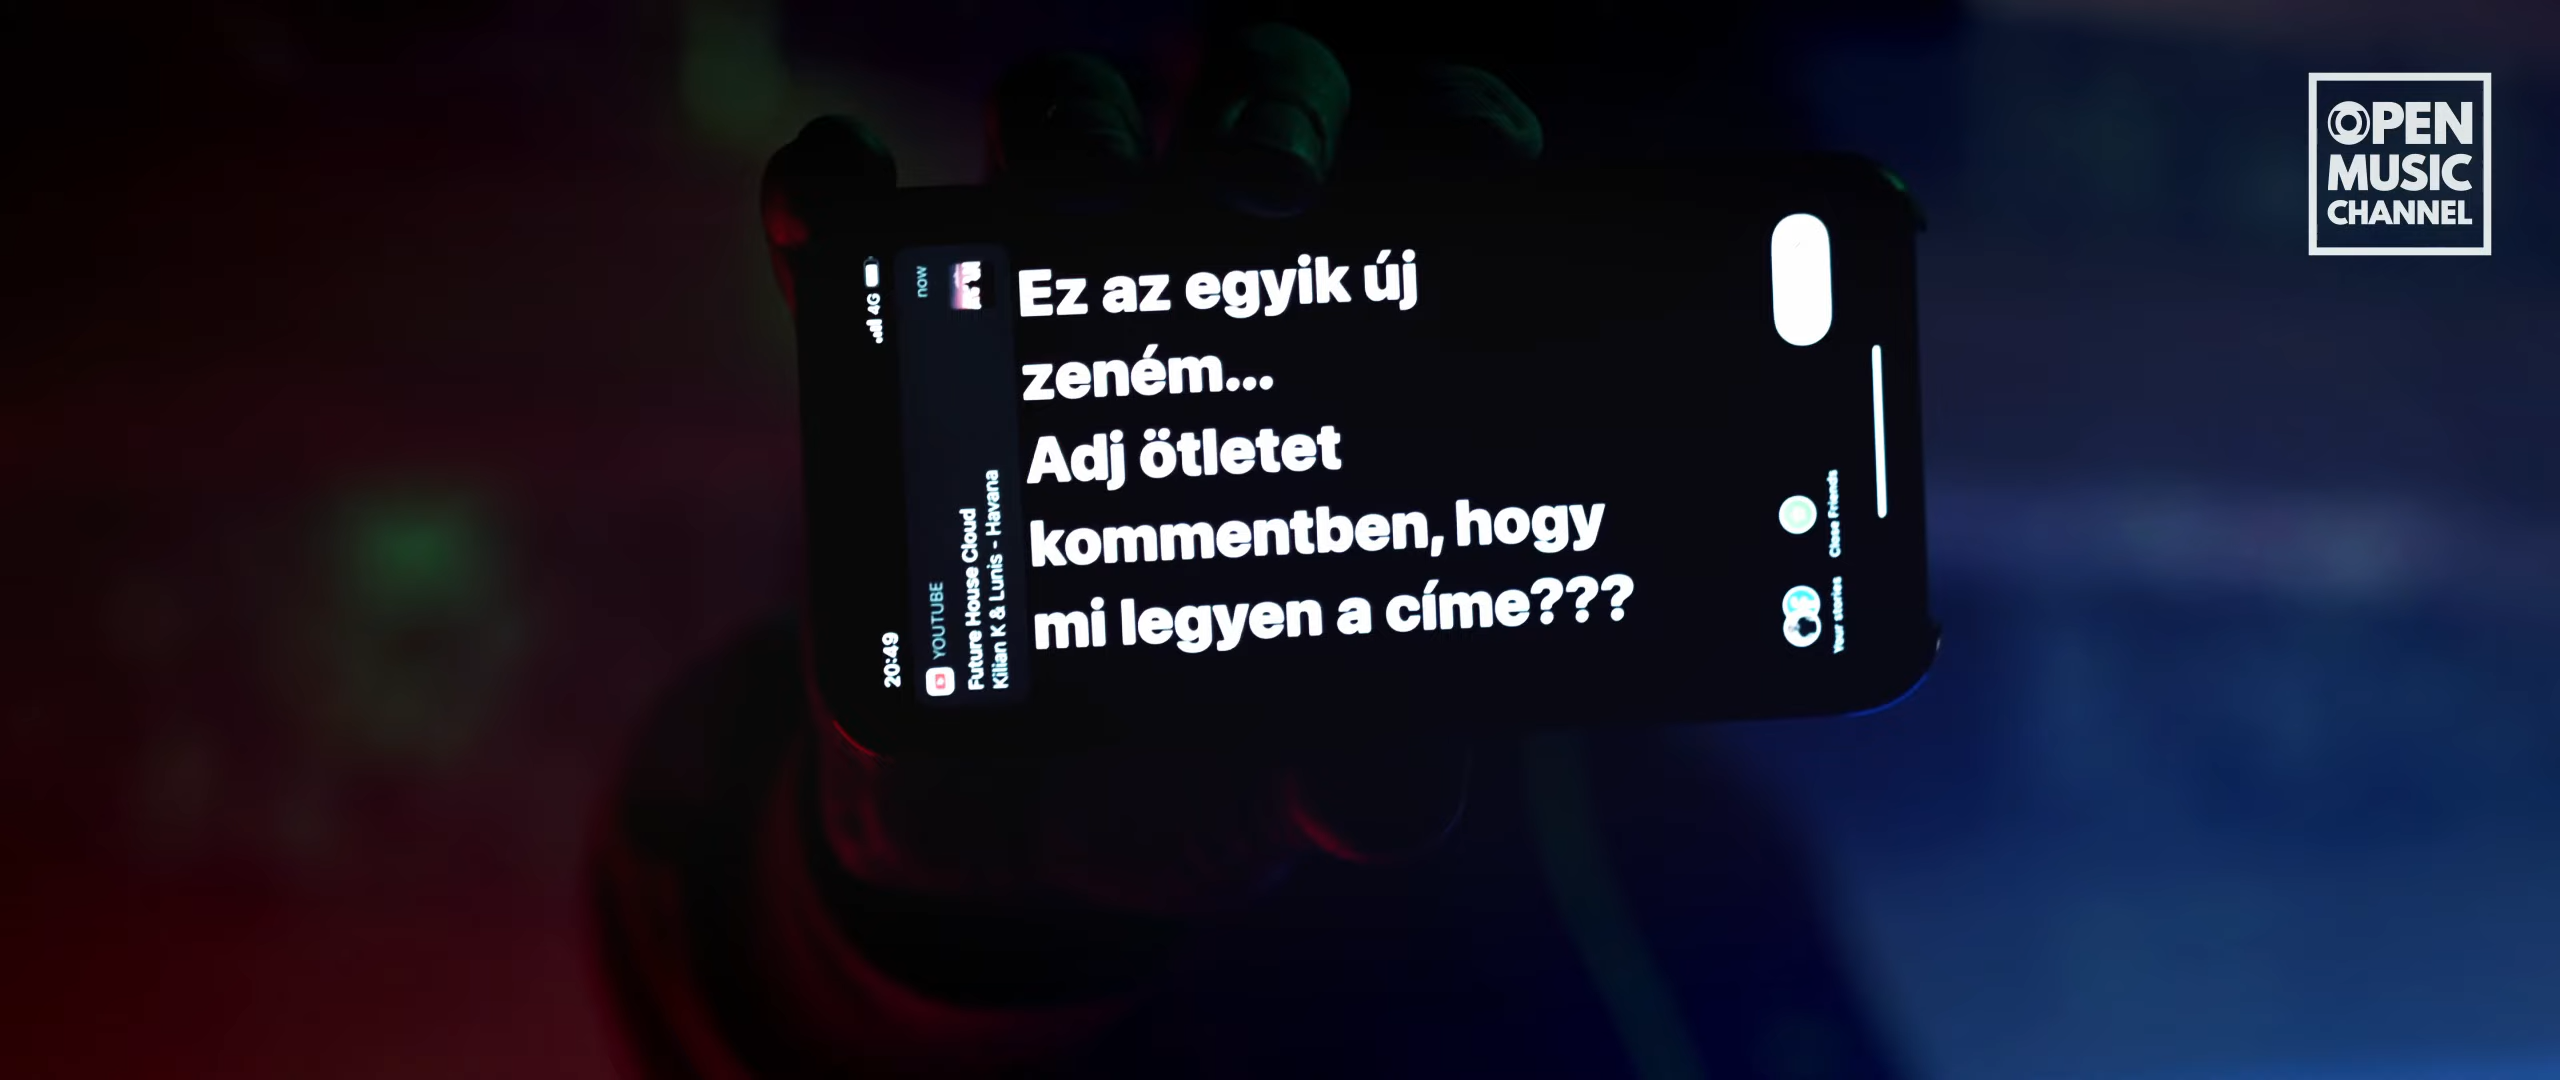 OPEN
MUSIC
CHANNEL
20:49
4G
YOUTUBE
now
Future House Cloud
Kilian K & Lunis - Havana
Ez az egyik új
zeném...
Adj ötletet
kommentben, hogy
mi legyen a címe???
Your stories
Close Friends